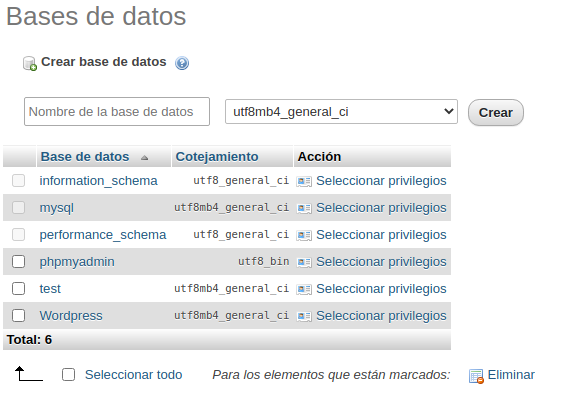 Bases de datos
Crear base de datos
Nombre de la base de datos utf8mb4_general_ci Crear
Base de datos Cotejamiento Acción
information_schema utf8_general_ci Seleccionar privilegios
mysql utf8mb4_general_ci Seleccionar privilegios
performance_schema utf8_general_ci Seleccionar privilegios
phpmyadmin utf8_bin Seleccionar privilegios
test utf8mb4_general_ci Seleccionar privilegios
Wordpress utf8mb4_general_ci Seleccionar privilegios
Total: 6
Seleccionar todo Para los elementos que están marcados: Eliminar